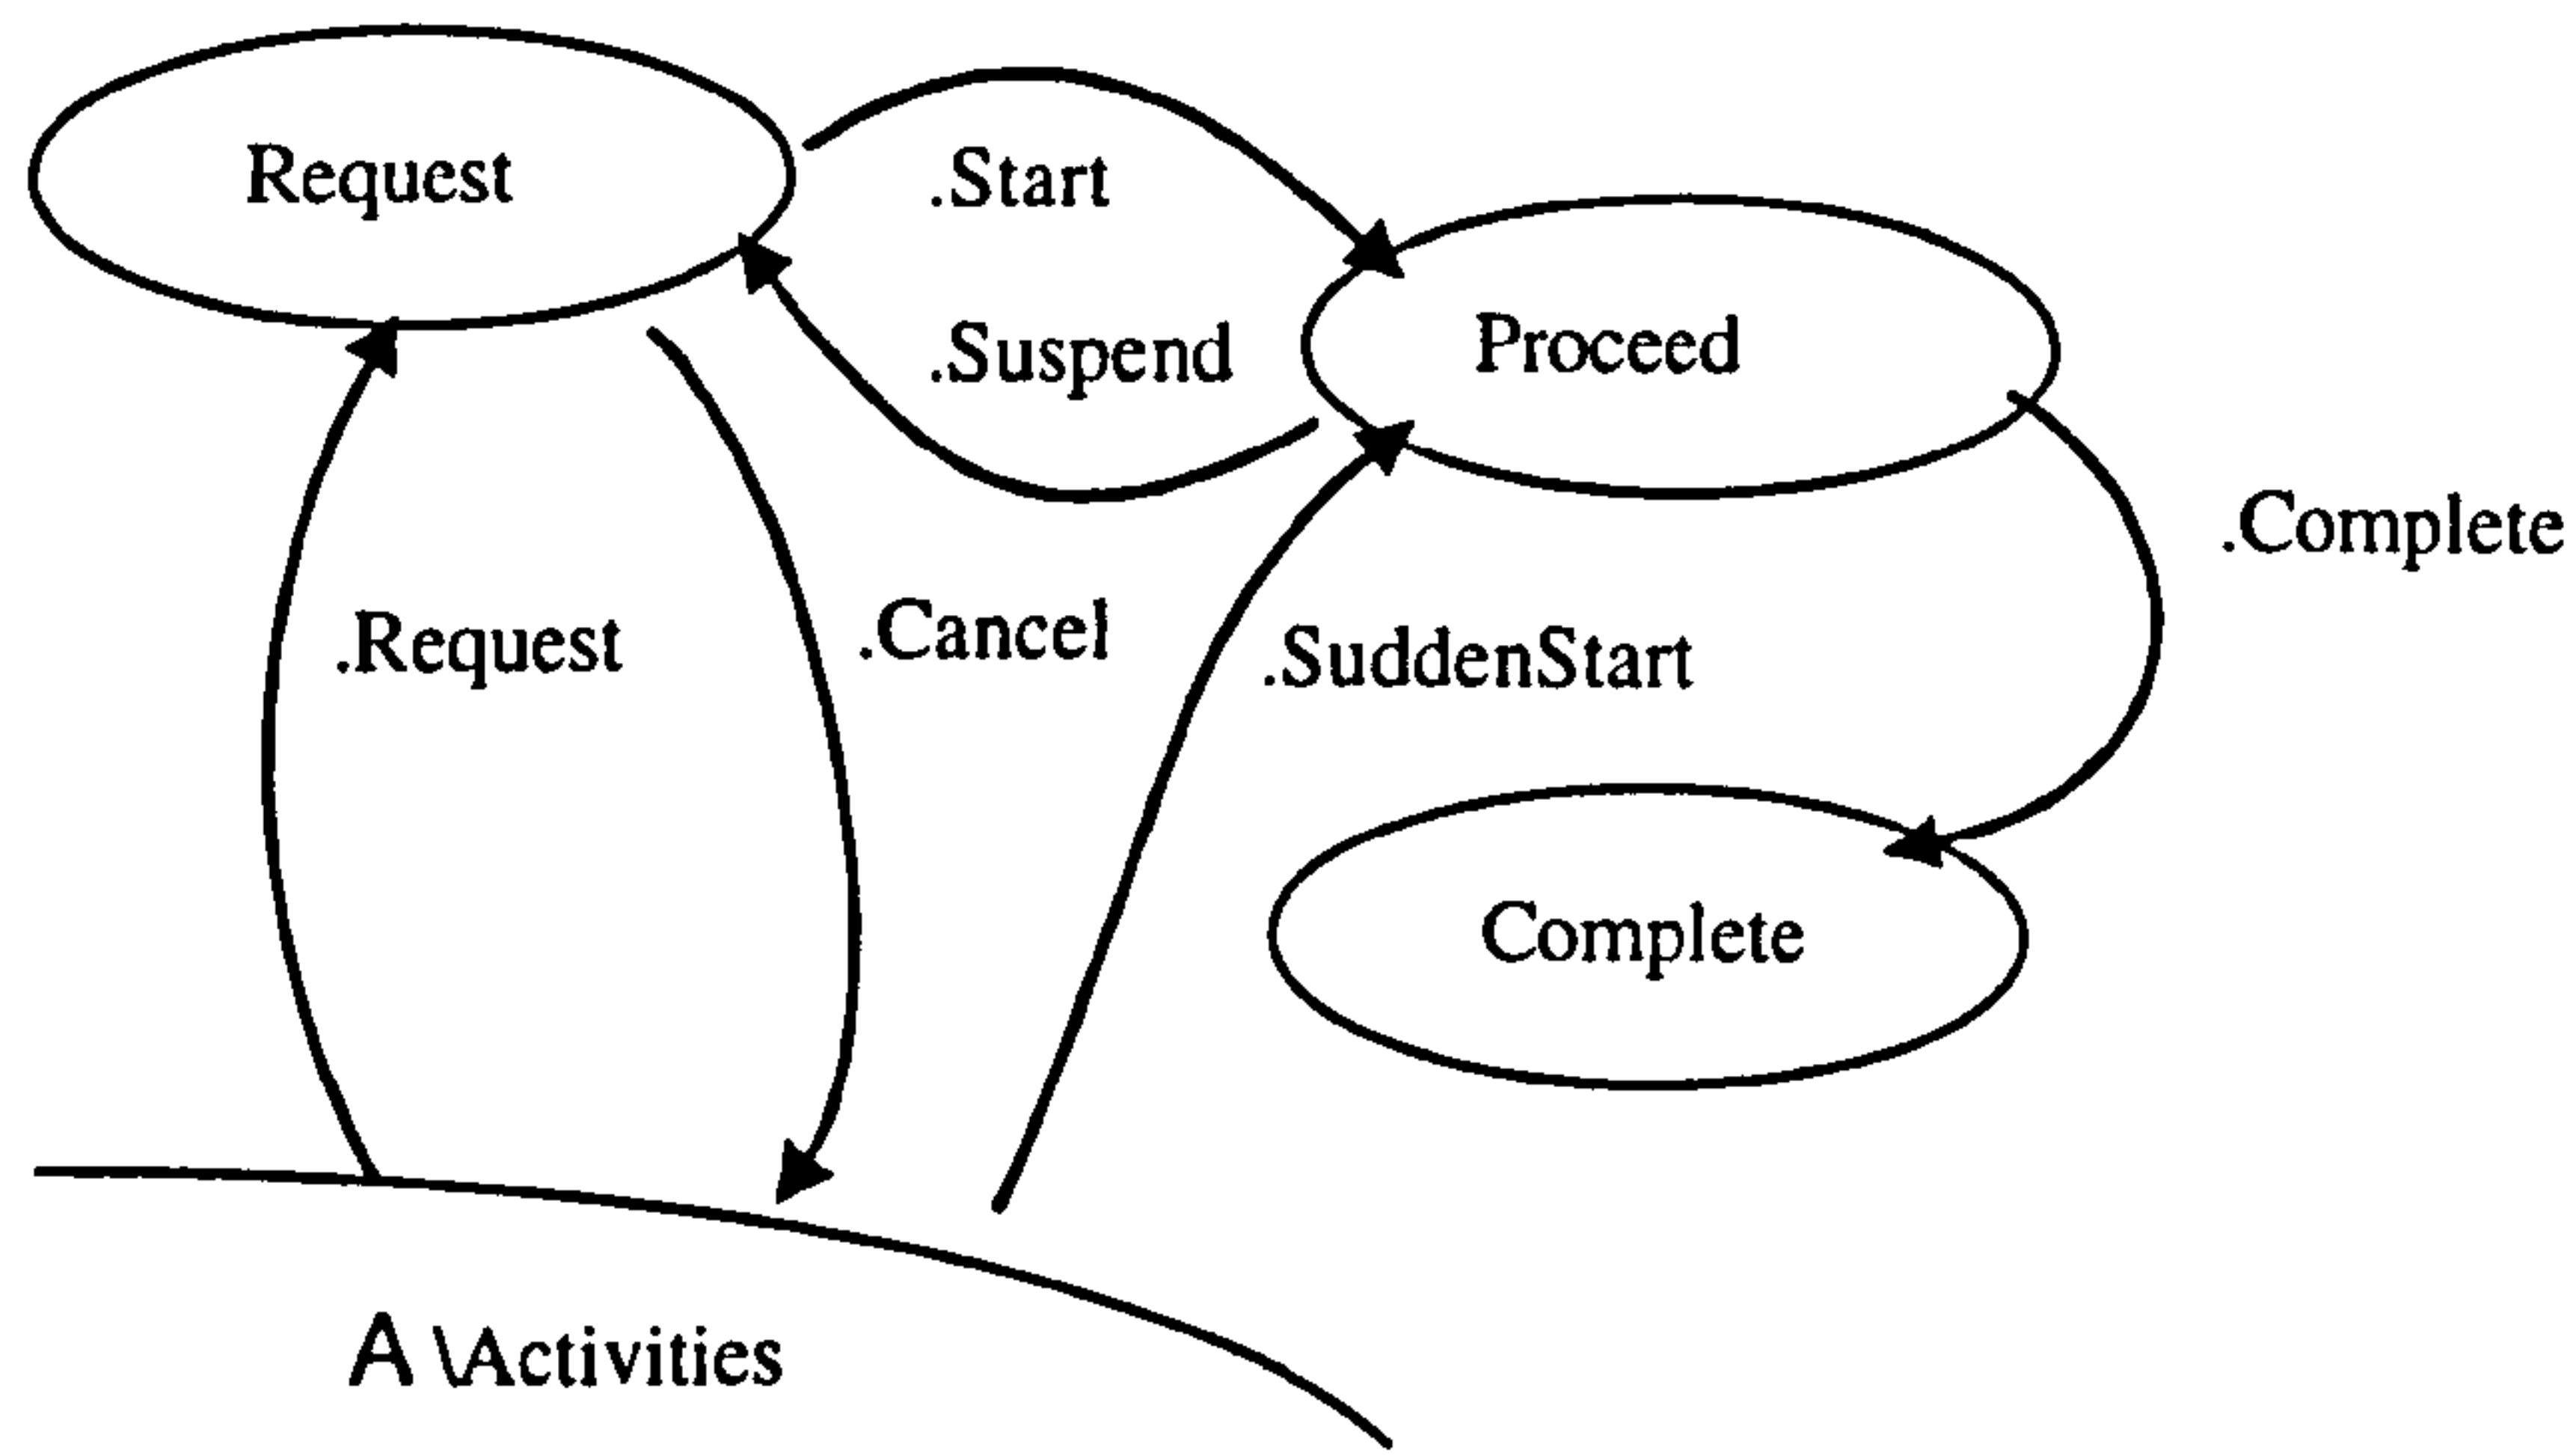 Request
.Start
Proceed
.Suspend
.Complete
.Request
.Cancel
.SuddenStart
Complete
A \Activities